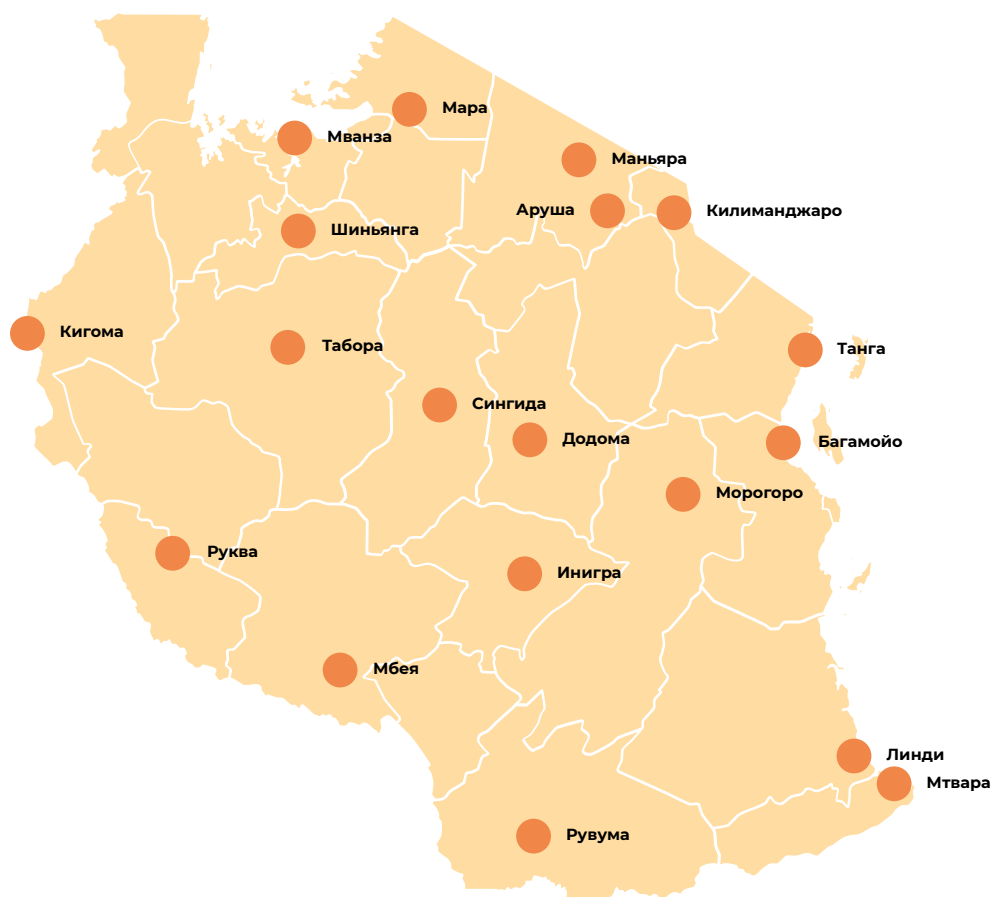 Мара
Мванза
Маньяра
Аруша
Килиманджаро
Шиньянга
Кигома
Табора
Танга
Сингида
Додома
Багамойо
Морогоро
Руква
Инигра
Мбея
Линди
Мтвара
Рувума